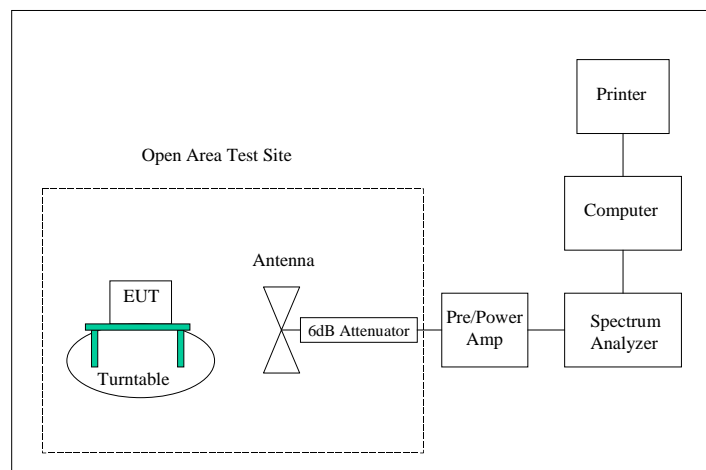 Printer
Open Area Test Site
Computer
Antenna
EUT
6dB Attenuator
Pre/Power
Amp
Spectrum
Analyzer
Turntable